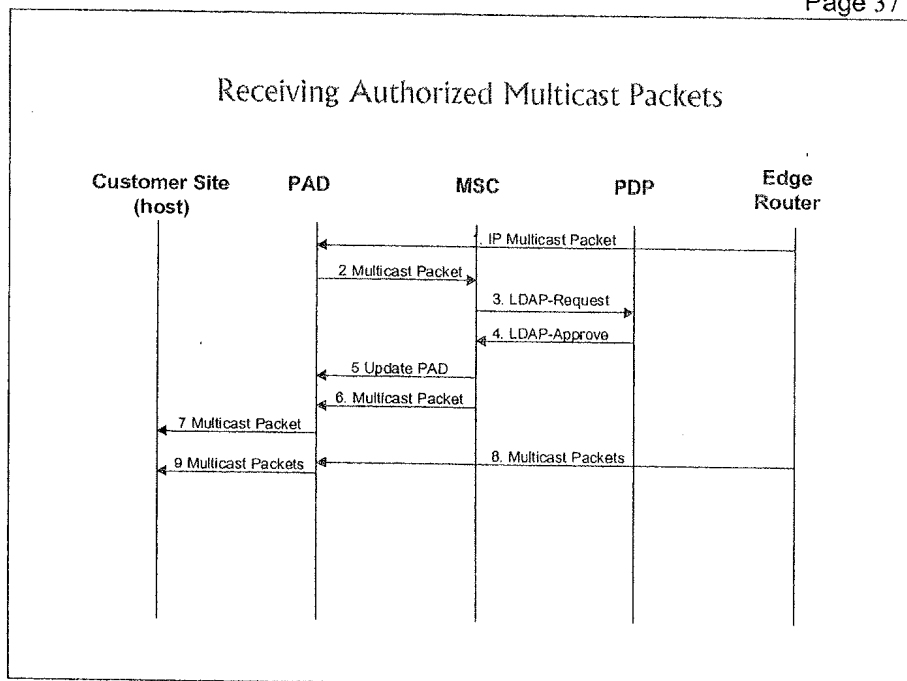 Page 37
Receiving Authorized Multicast Packets
Customer Site
(host)
PAD
MSC
PDP
Edge
Router
. IP Multicast Packet
2 Multicast Packet
3. LDAP-Request
4. LDAP-Approve
5 Update PAD
6. Multicast Packet
7 Multicast Packet
8. Multicast Packets
9 Multicast Packets